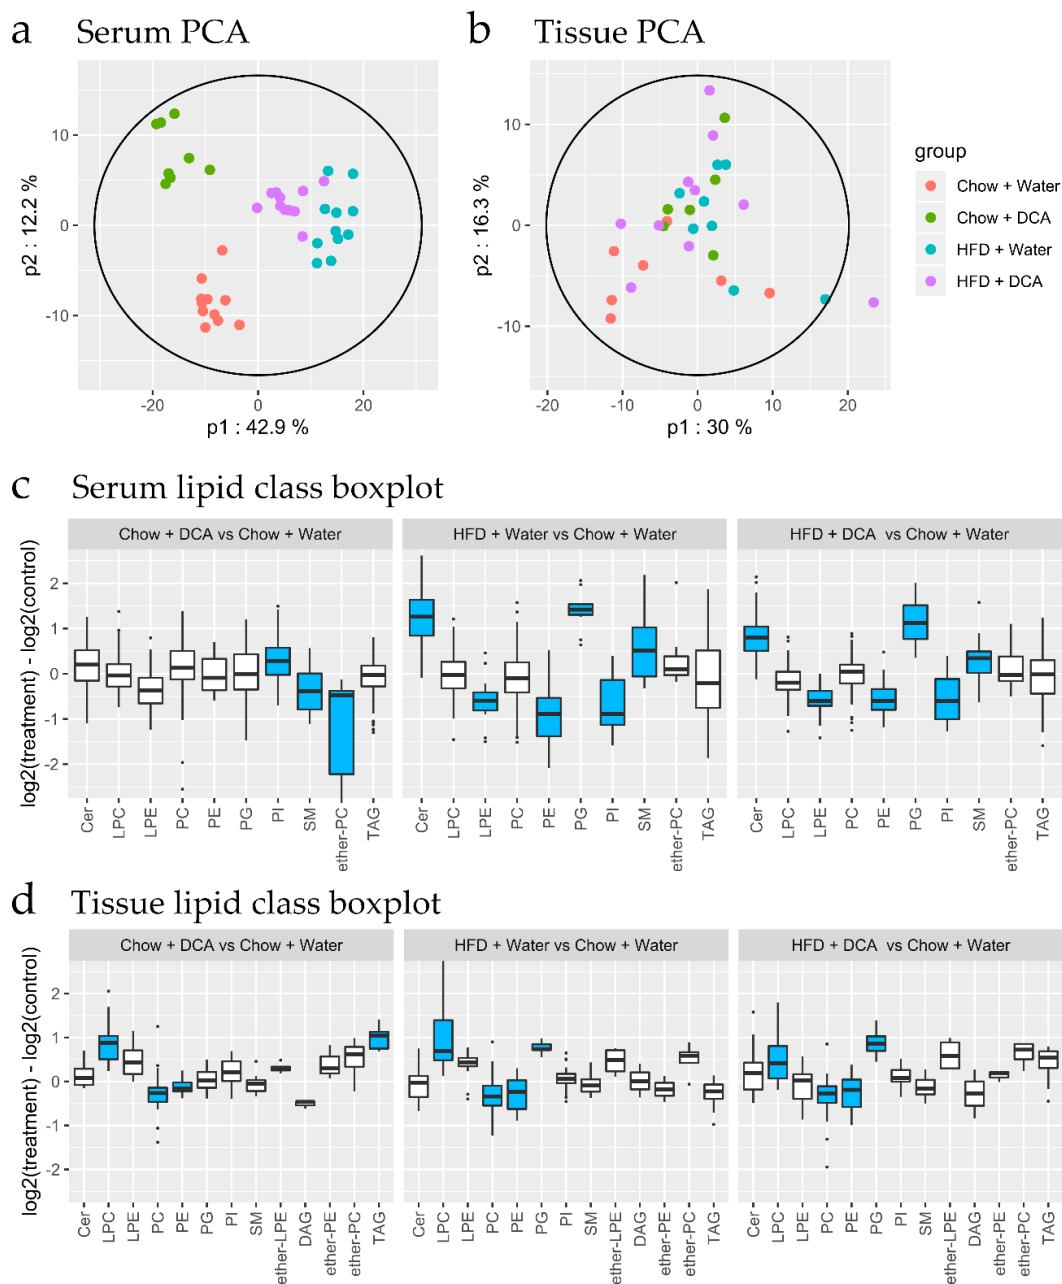 a Serum PCA
b Tissue PCA
10
0
-10
p2 : 12.2 %
-20 0 20
p1 : 42.9 %
10
0
-10
p2 : 16.3 %
-20 -10 0 10 20
p1 : 30 %
group
Chow + Water
Chow + DCA
HFD + Water
HFD + DCA
c Serum lipid class boxplot
Chow + DCA vs Chow + Water
HFD + Water vs Chow + Water
HFD + DCA vs Chow + Water
log2(treatment) - log2(control)
2
1
0
-1
-2
Cer LPC LPE PC PE PG PI SM ether-PC TAG
Cer LPC LPE PC PE PG PI SM ether-PC TAG
Cer LPC LPE PC PE PG PI SM ether-PC TAG
d Tissue lipid class boxplot
Chow + DCA vs Chow + Water
HFD + Water vs Chow + Water
HFD + DCA vs Chow + Water
log2(treatment) - log2(control)
2
1
0
-1
-2
Cer LPC LPE PC PE PG PI SM ether-LPE DAG ether-PE ether-PC TAG
Cer LPC LPE PC PE PG PI SM ether-LPE DAG ether-PE ether-PC TAG
Cer LPC LPE PC PE PG PI SM ether-LPE DAG ether-PE ether-PC TAG